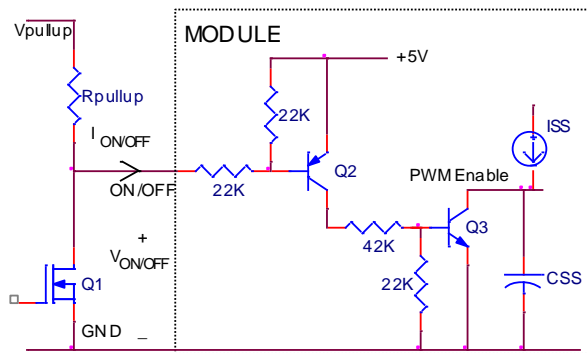 Vpullup
MODULE
+5V
Rpullup
22K
ISS
I ON/OFF
Q2
PWM Enable
ON/OFF
22K
Q3
+
42K
V ON/OFF
22K
CSS
Q1
GND
_